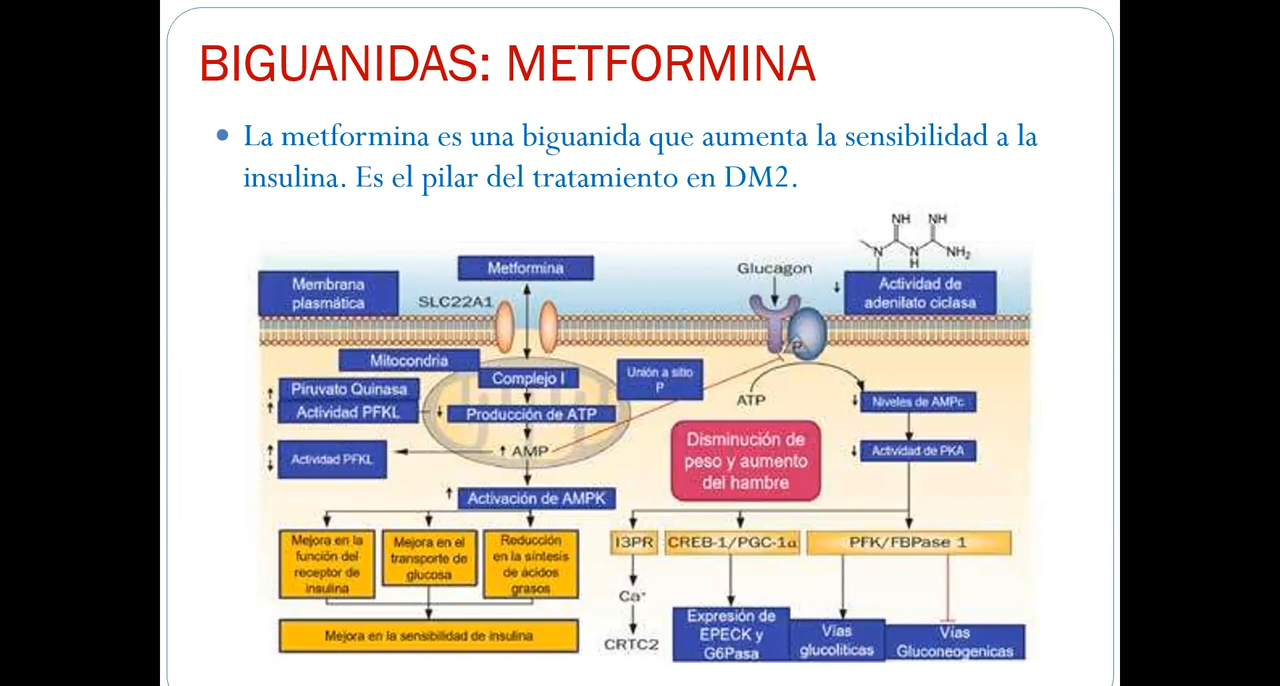 BIGUANIDAS: METFORMINA
• La metformina es una biguanida que aumenta la sensibilidad a la
insulina. Es el pilar del tratamiento en DM2.
NH NH
N N NH₂
H
Metformina
Glucagon
Membrana
plasmática
SLC22A1
↓ Actividad de
adenilato ciclasa
P
Mitocondria
Complejo I
Unión a sitio
P
↑ Piruvato Quinasa
↑ Actividad PFKL
↓ Producción de ATP
ATP
↓ Niveles de AMPc
↑ AMP
↑
↓ Actividad PFKL
Disminución de
peso y aumento
del hambre
↓ Actividad de PKA
↑ Activación de AMPK
Mejora en la
función del
receptor de
insulina
Mejora en el
transporte de
glucosa
Reducción
en la síntesis
de ácidos
grasos
I3PR
CREB-1/PGC-1α
PFK/FBPase 1
Ca⁺
CRTC2
Expresión de
EPECK y
G6Pasa
Vías
glucolíticas
Vías
Gluconeogenicas
Mejora en la sensibilidad de insulina